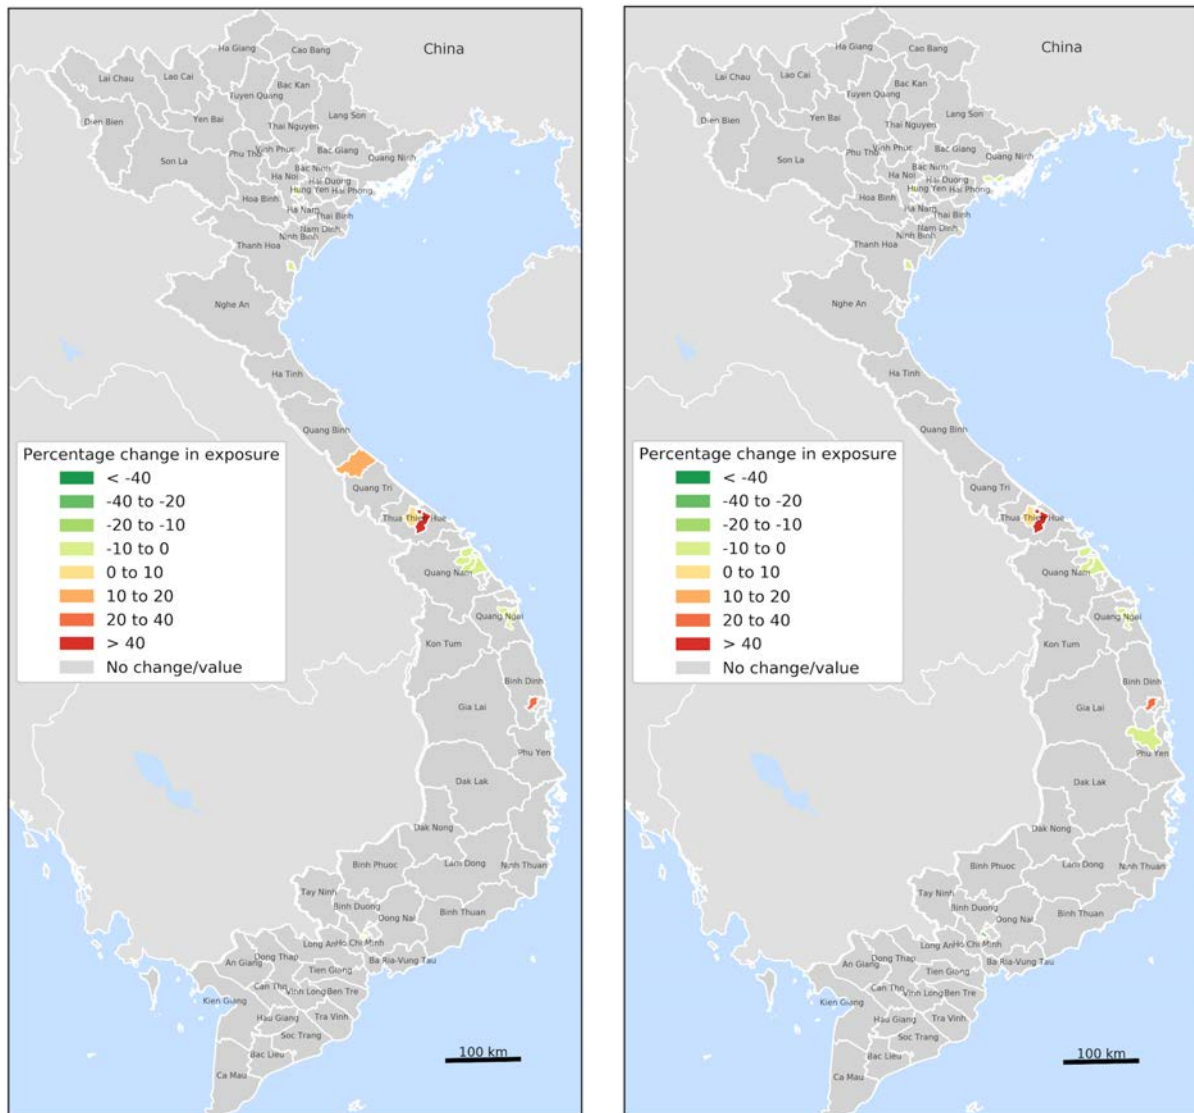 Ha Giang
Cao Bang
China
Lai Chau
Lao Cai
Bac Kan
Tuyen Quang
Dien Bien
Yen Bai
Lang Son
Thai Nguyen
Son La
Phu Tho
Vinh Phuc
Bac Giang
Quang Ninh
Bac Ninh
Ha Noi
Hai Duong
Hoa Binh
Hung Yen
Hai Phong
Ha Nam
Thai Binh
Nam Dinh
Ninh Binh
Thanh Hoa
Nghe An
Ha Tinh
Quang Binh
Percentage change in exposure
< -40
-40 to -20
-20 to -10
-10 to 0
0 to 10
10 to 20
20 to 40
> 40
No change/value
Quang Tri
Thua Thien Hue
Quang Nam
Quang Ngai
Kon Tum
Binh Dinh
Gia Lai
Phu Yen
Dak Lak
Dak Nong
Binh Phuoc
Lam Dong
Ninh Thuan
Tay Ninh
Binh Duong
Dong Nai
Binh Thuan
Long An
Ho Chi Minh
Dong Thap
An Giang
Ba Ria-Vung Tau
Tien Giang
Can Tho
Vinh Long
Ben Tre
Kien Giang
Hau Giang
Tra Vinh
Soc Trang
Bac Lieu
Ca Mau
100 km
Ha Giang
Cao Bang
China
Lai Chau
Lao Cai
Bac Kan
Tuyen Quang
Dien Bien
Yen Bai
Lang Son
Thai Nguyen
Son La
Phu Tho
Vinh Phuc
Bac Giang
Quang Ninh
Bac Ninh
Ha Noi
Hai Duong
Hoa Binh
Hung Yen
Hai Phong
Ha Nam
Thai Binh
Nam Dinh
Ninh Binh
Thanh Hoa
Nghe An
Ha Tinh
Quang Binh
Percentage change in exposure
< -40
-40 to -20
-20 to -10
-10 to 0
0 to 10
10 to 20
20 to 40
> 40
No change/value
Quang Tri
Thua Thien Hue
Quang Nam
Quang Ngai
Kon Tum
Binh Dinh
Gia Lai
Phu Yen
Dak Lak
Dak Nong
Binh Phuoc
Lam Dong
Ninh Thuan
Tay Ninh
Binh Duong
Dong Nai
Binh Thuan
Long An
Ho Chi Minh
Dong Thap
An Giang
Ba Ria-Vung Tau
Tien Giang
Can Tho
Vinh Long
Ben Tre
Kien Giang
Hau Giang
Tra Vinh
Soc Trang
Bac Lieu
Ca Mau
100 km